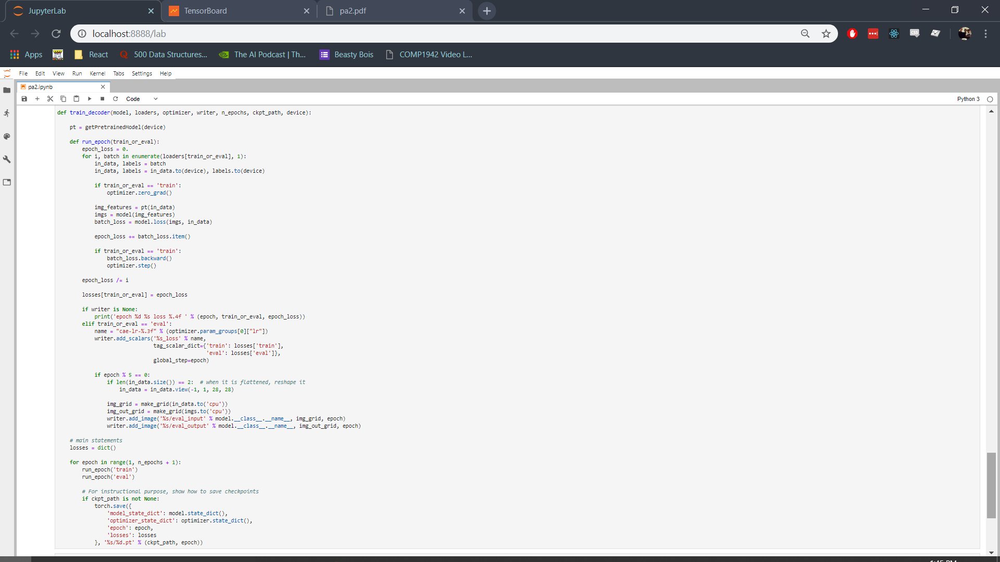 JupyterLab
TensorBoard
pa2.pdf
localhost:8888/lab
Apps
React
500 Data Structures...
The AI Podcast | Th...
Beasty Bois
COMP1942 Video L...
File Edit View Run Kernel Tabs Settings Help
pa2.ipynb
Code
Python 3
def train_decoder(model, loaders, optimizer, writer, n_epochs, ckpt_path, device):
    pt = getPretrainedModel(device)
    def run_epoch(train_or_eval):
        epoch_loss = 0.
        for i, batch in enumerate(loaders[train_or_eval], 1):
            in_data, labels = batch
            in_data, labels = in_data.to(device), labels.to(device)
            if train_or_eval == 'train':
                optimizer.zero_grad()
            img_features = pt(in_data)
            imgs = model(img_features)
            batch_loss = model.loss(imgs, in_data)
            epoch_loss += batch_loss.item()
            if train_or_eval == 'train':
                batch_loss.backward()
                optimizer.step()
        epoch_loss /= i
        losses[train_or_eval] = epoch_loss
        if writer is None:
            print('epoch %d %s loss %.4f ' % (epoch, train_or_eval, epoch_loss))
        elif train_or_eval == 'eval':
            name = "cae-lr-%.3f" % (optimizer.param_groups[0]["lr"])
            writer.add_scalars('%s_loss' % name,
                               tag_scalar_dict={'train': losses['train'],
                                                'eval': losses['eval']},
                               global_step=epoch)
            if epoch % 5 == 0:
                if len(in_data.size()) == 2:  # when it is flattened, reshape it
                    in_data = in_data.view(-1, 1, 28, 28)
                img_grid = make_grid(in_data.to('cpu'))
                img_out_grid = make_grid(imgs.to('cpu'))
                writer.add_image('%s/eval_input' % model.__class__.__name__, img_grid, epoch)
                writer.add_image('%s/eval_output' % model.__class__.__name__, img_out_grid, epoch)
    # main statements
    losses = dict()
    for epoch in range(1, n_epochs + 1):
        run_epoch('train')
        run_epoch('eval')
        # For instructional purpose, show how to save checkpoints
        if ckpt_path is not None:
            torch.save({
                'model_state_dict': model.state_dict(),
                'optimizer_state_dict': optimizer.state_dict(),
                'epoch': epoch,
                'losses': losses
            }, '%s/%d.pt' % (ckpt_path, epoch))